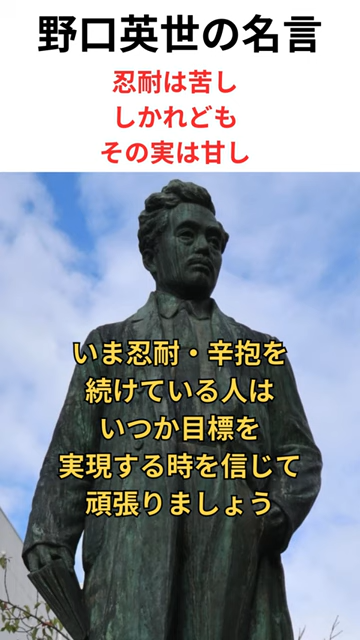 野口英世の名言
忍耐は苦し
しかれども
その実は甘し
いま忍耐・辛抱を
続けている人は
いつか目標を
実現する時を信じて
頑張りましょう